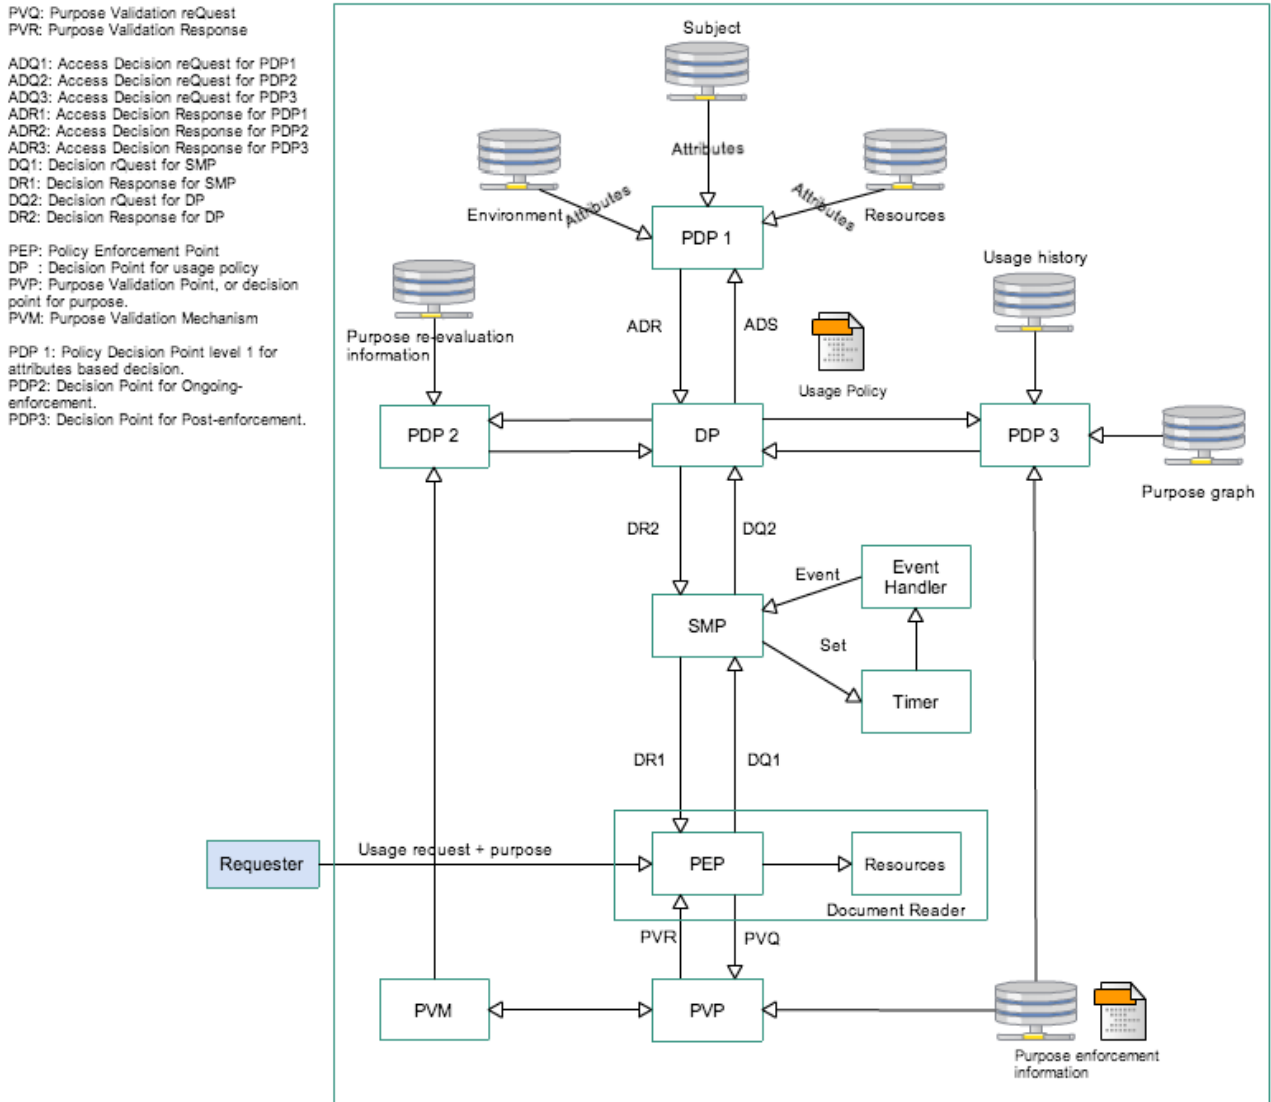 PVQ: Purpose Validation reQuest
PVR: Purpose Validation Response
ADQ1: Access Decision reQuest for PDP1
ADQ2: Access Decision reQuest for PDP2
ADQ3: Access Decision reQuest for PDP3
ADR1: Access Decision Response for PDP1
ADR2: Access Decision Response for PDP2
ADR3: Access Decision Response for PDP3
DQ1: Decision rQuest for SMP
DR1: Decision Response for SMP
DQ2: Decision rQuest for DP
DR2: Decision Response for DP
PEP: Policy Enforcement Point
DP : Decision Point for usage policy
PVP: Purpose Validation Point, or decision
point for purpose.
PVM: Purpose Validation Mechanism
PDP 1: Policy Decision Point level 1 for
attributes based decision.
PDP2: Decision Point for Ongoing-
enforcement.
PDP3: Decision Point for Post-enforcement.
Subject
Attributes
Environment
Attributes
Attributes
Resources
PDP 1
Usage history
Purpose re-evaluation
information
ADR
ADS
Usage Policy
PDP 2
DP
PDP 3
Purpose graph
DR2
DQ2
Event
Event
Handler
SMP
Set
Timer
DR1
DQ1
Requester
Usage request + purpose
PEP
Resources
Document Reader
PVR
PVQ
PVM
PVP
Purpose enforcement
information